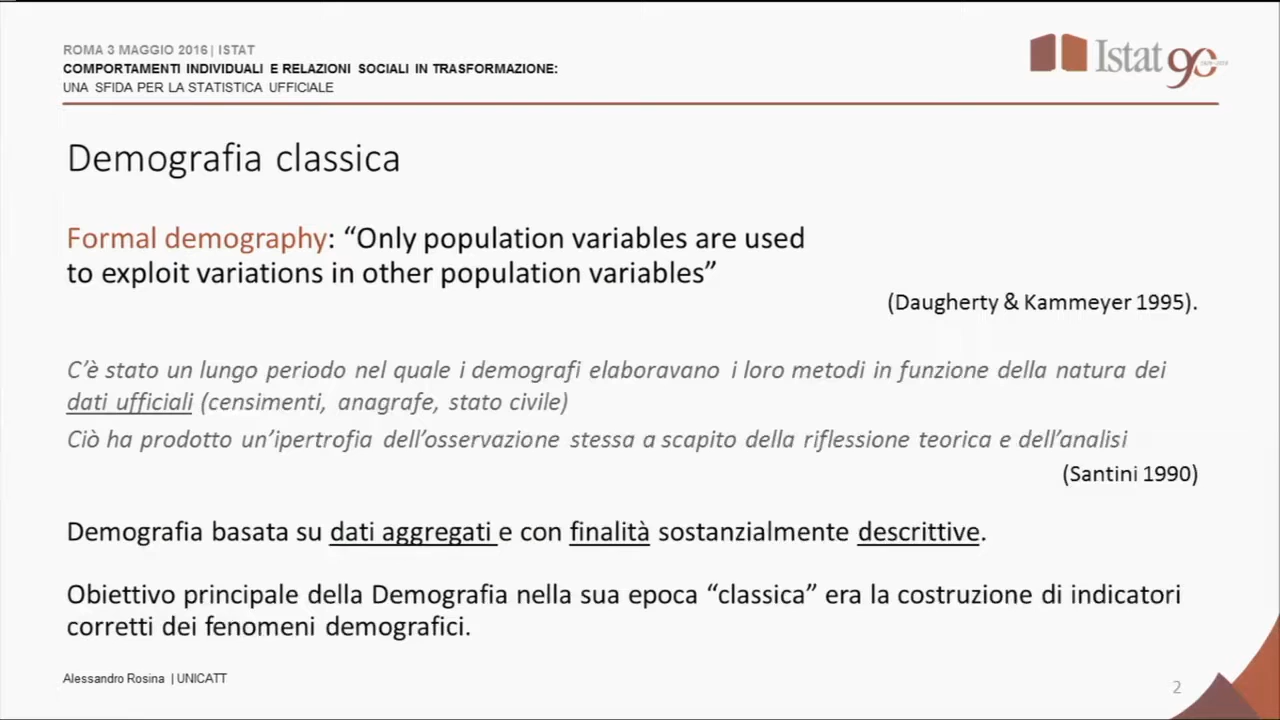 ROMA 3 MAGGIO 2016 | ISTAT
COMPORTAMENTI INDIVIDUALI E RELAZIONI SOCIALI IN TRASFORMAZIONE:
UNA SFIDA PER LA STATISTICA UFFICIALE
Istat 90
Demografia classica
Formal demography: “Only population variables are used
to exploit variations in other population variables”
(Daugherty & Kammeyer 1995).
C’è stato un lungo periodo nel quale i demografi elaboravano i loro metodi in funzione della natura dei
dati ufficiali (censimenti, anagrafe, stato civile)
Ciò ha prodotto un’ipertrofia dell’osservazione stessa a scapito della riflessione teorica e dell’analisi
(Santini 1990)
Demografia basata su dati aggregati e con finalità sostanzialmente descrittive.
Obiettivo principale della Demografia nella sua epoca “classica” era la costruzione di indicatori
corretti dei fenomeni demografici.
Alessandro Rosina | UNICATT
2